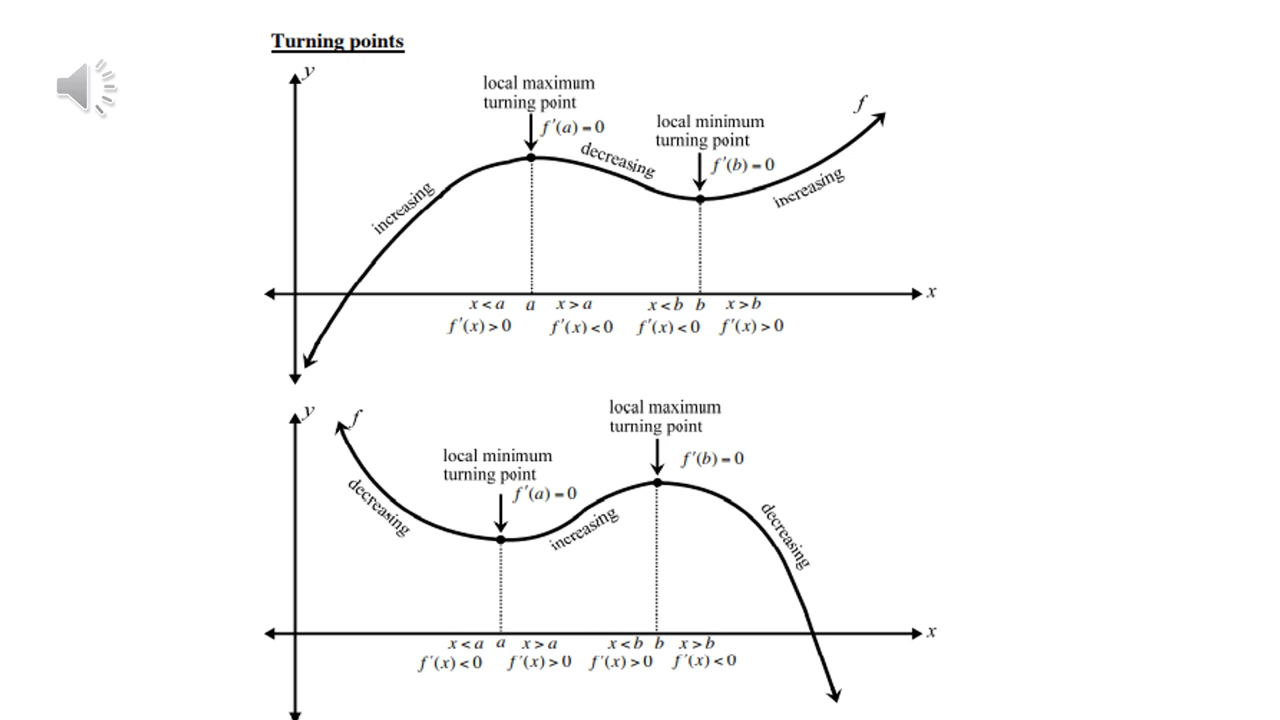 Turning points
y
local maximum
turning point
f'(a) = 0
decreasing
increasing
local minimum
turning point
f'(b) = 0
f
increasing
x
x < a a x > a x < b b x > b
f'(x) > 0 f'(x) < 0 f'(x) < 0 f'(x) > 0
y
f
decreasing
local minimum
turning point
f'(a) = 0
increasing
local maximum
turning point
f'(b) = 0
decreasing
x
x < a a x > a x < b b x > b
f'(x) < 0 f'(x) > 0 f'(x) > 0 f'(x) < 0